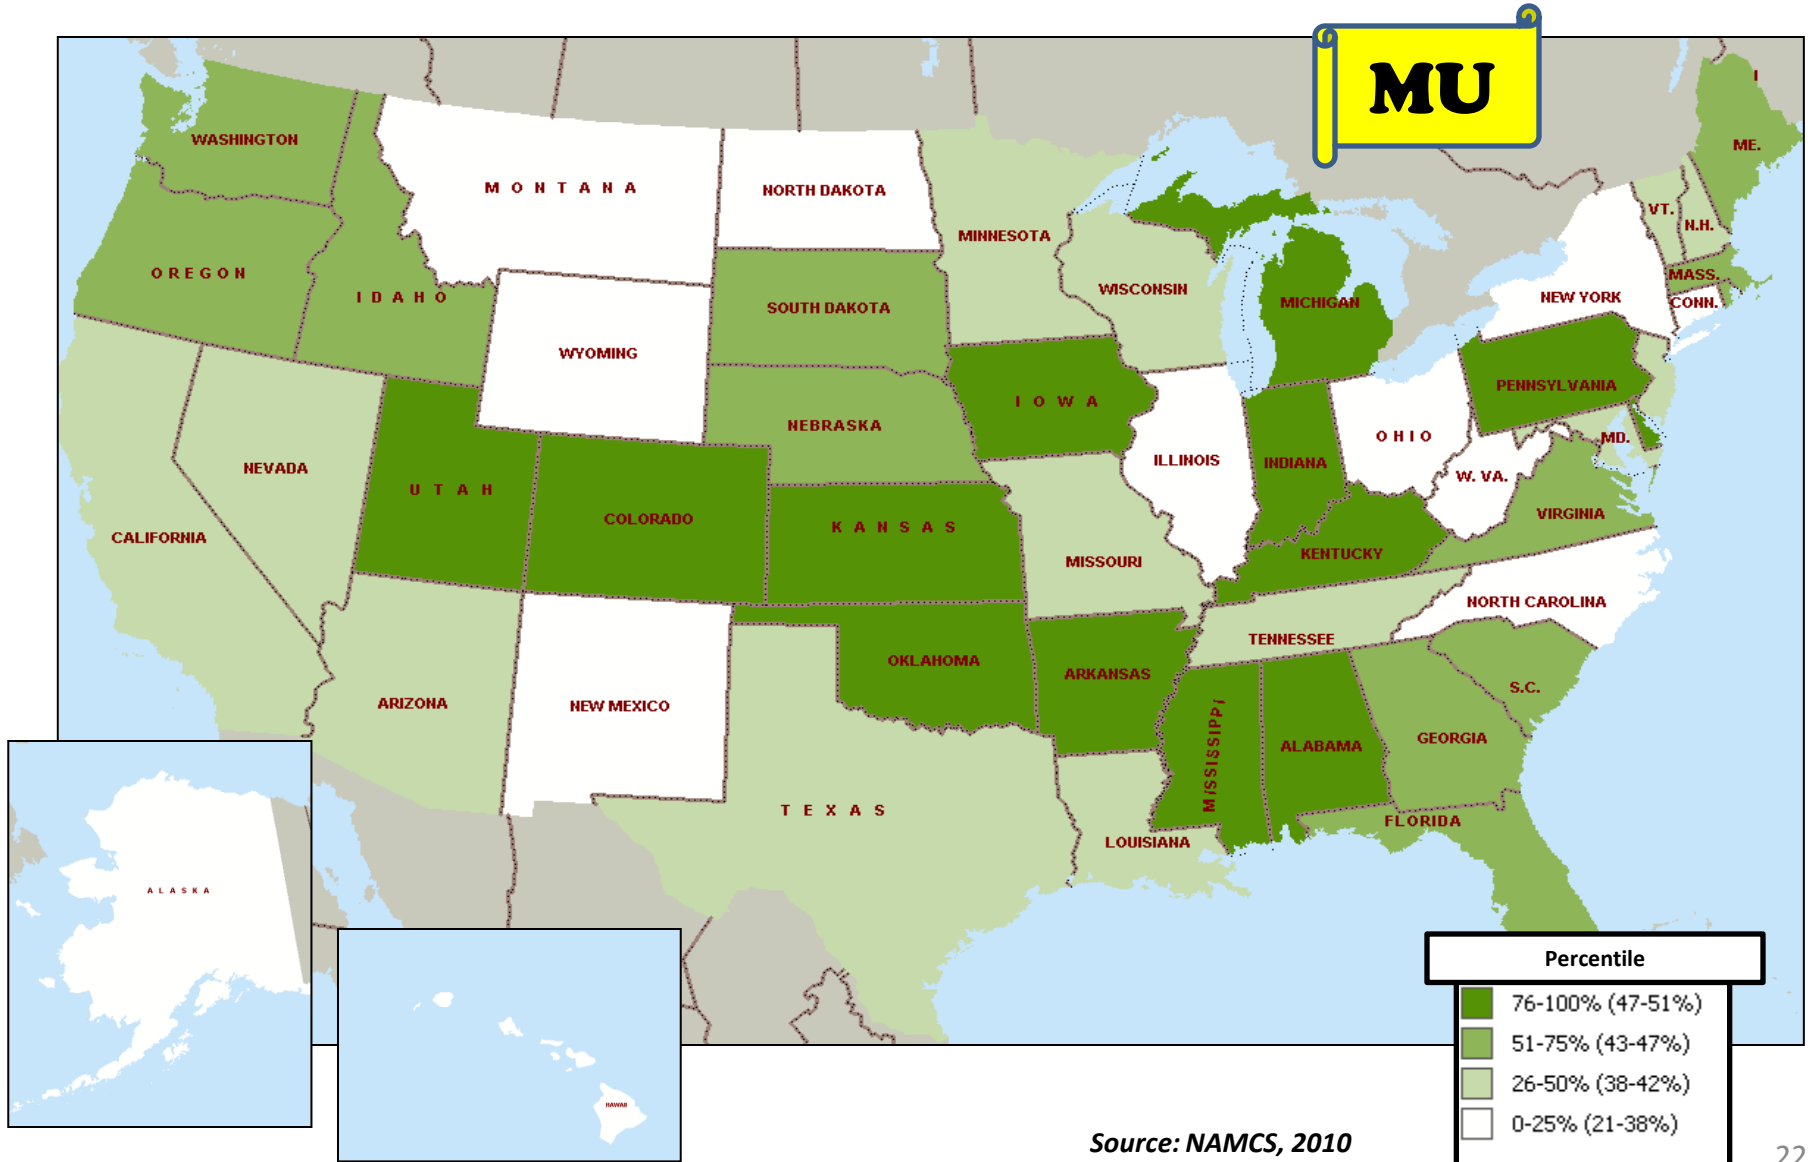 MU
I
WASHINGTON
ME.
MONTANA
NORTH DAKOTA
VT.
N.H.
MINNESOTA
OREGON
IDAHO
MASS.
WISCONSIN
MICHIGAN
NEW YORK
CONN.
SOUTH DAKOTA
WYOMING
PENNSYLVANIA
IOWA
NEBRASKA
OHIO
MD.
ILLINOIS
INDIANA
NEVADA
W. VA.
UTAH
COLORADO
KANSAS
VIRGINIA
CALIFORNIA
KENTUCKY
MISSOURI
NORTH CAROLINA
TENNESSEE
OKLAHOMA
ARKANSAS
S.C.
ARIZONA
NEW MEXICO
MISSISSIPPI
ALABAMA
GEORGIA
TEXAS
FLORIDA
LOUISIANA
ALASKA
HAWAII
Percentile
76-100% (47-51%)
51-75% (43-47%)
26-50% (38-42%)
0-25% (21-38%)
Source: NAMCS, 2010
22